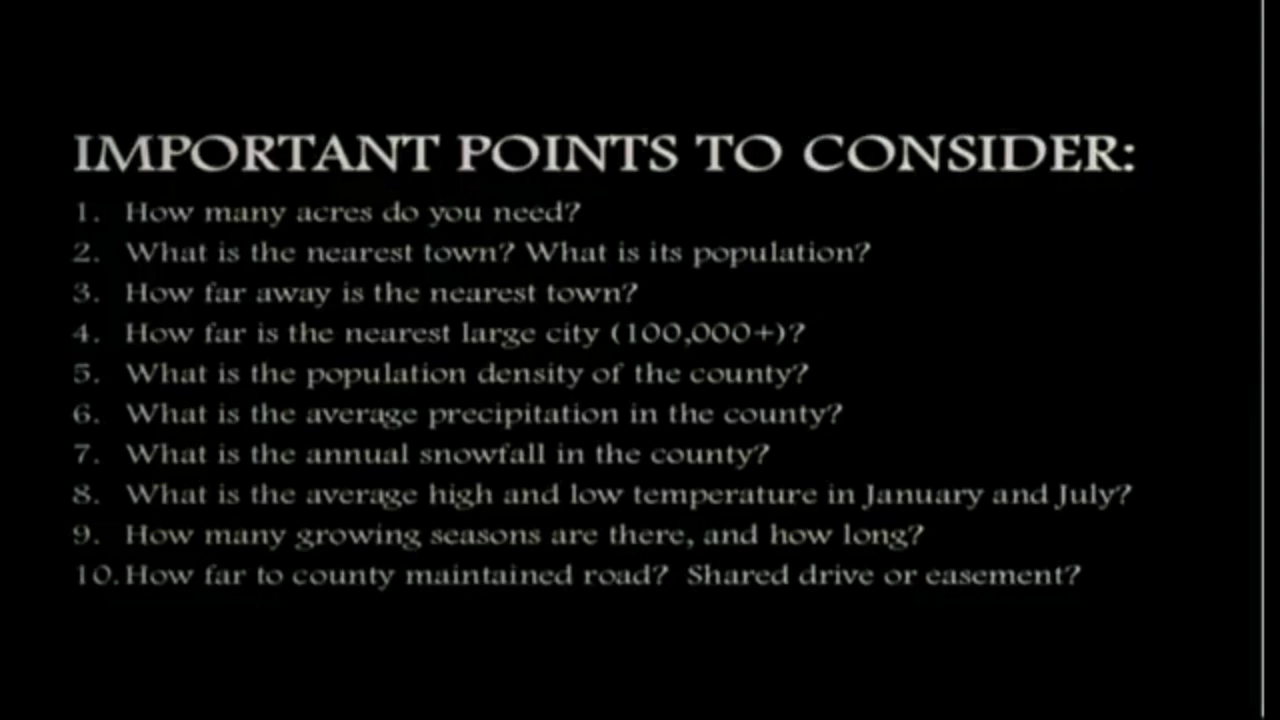 IMPORTANT POINTS TO CONSIDER:
1. How many acres do you need?
2. What is the nearest town? What is its population?
3. How far away is the nearest town?
4. How far is the nearest large city (100,000+)?
5. What is the population density of the county?
6. What is the average precipitation in the county?
7. What is the annual snowfall in the county?
8. What is the average high and low temperature in January and July?
9. How many growing seasons are there, and how long?
10. How far to county maintained road?  Shared drive or easement?